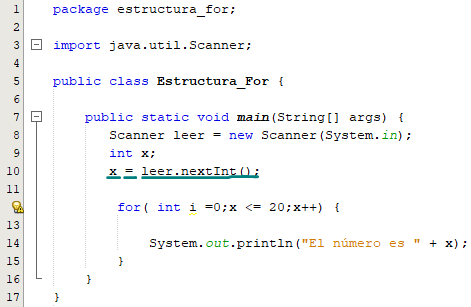 1 package estructura_for;
2
3 import java.util.Scanner;
4
5 public class Estructura_For {
6
7 public static void main(String[] args) {
8 Scanner leer = new Scanner(System.in);
9 int x;
10 x = leer.nextInt();
11
for( int i =0;x <= 20;x++) {
13
14 System.out.println("El número es " + x);
15 }
16 }
17 }